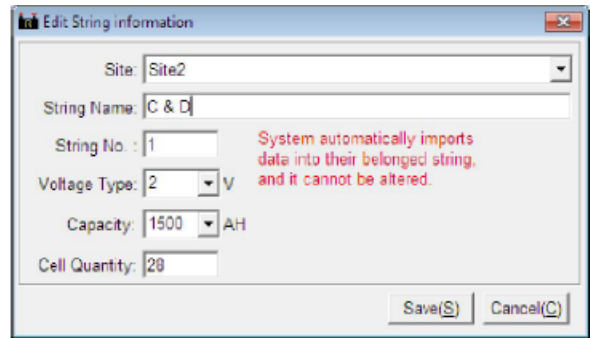 Edit String information
Site: Site2
String Name: C & D
String No. : 1
System automatically imports
data into their belonged string,
and it cannot be altered.
Voltage Type: 2 V
Capacity: 1500 AH
Cell Quantity: 28
Save(S) Cancel(C)